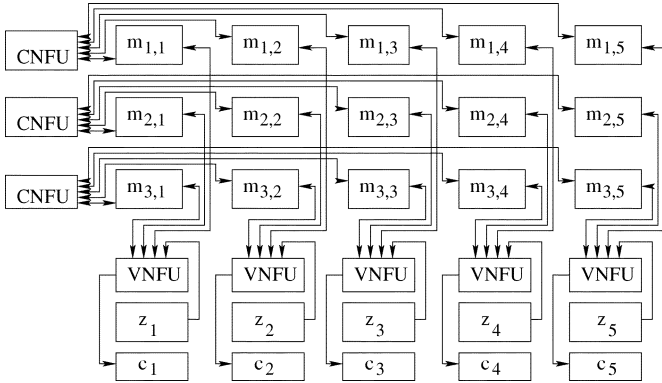 CNFU m1,1 m1,2 m1,3 m1,4 m1,5
CNFU m2,1 m2,2 m2,3 m2,4 m2,5
CNFU m3,1 m3,2 m3,3 m3,4 m3,5
VNFU VNFU VNFU VNFU VNFU
z1 z2 z3 z4 z5
c1 c2 c3 c4 c5